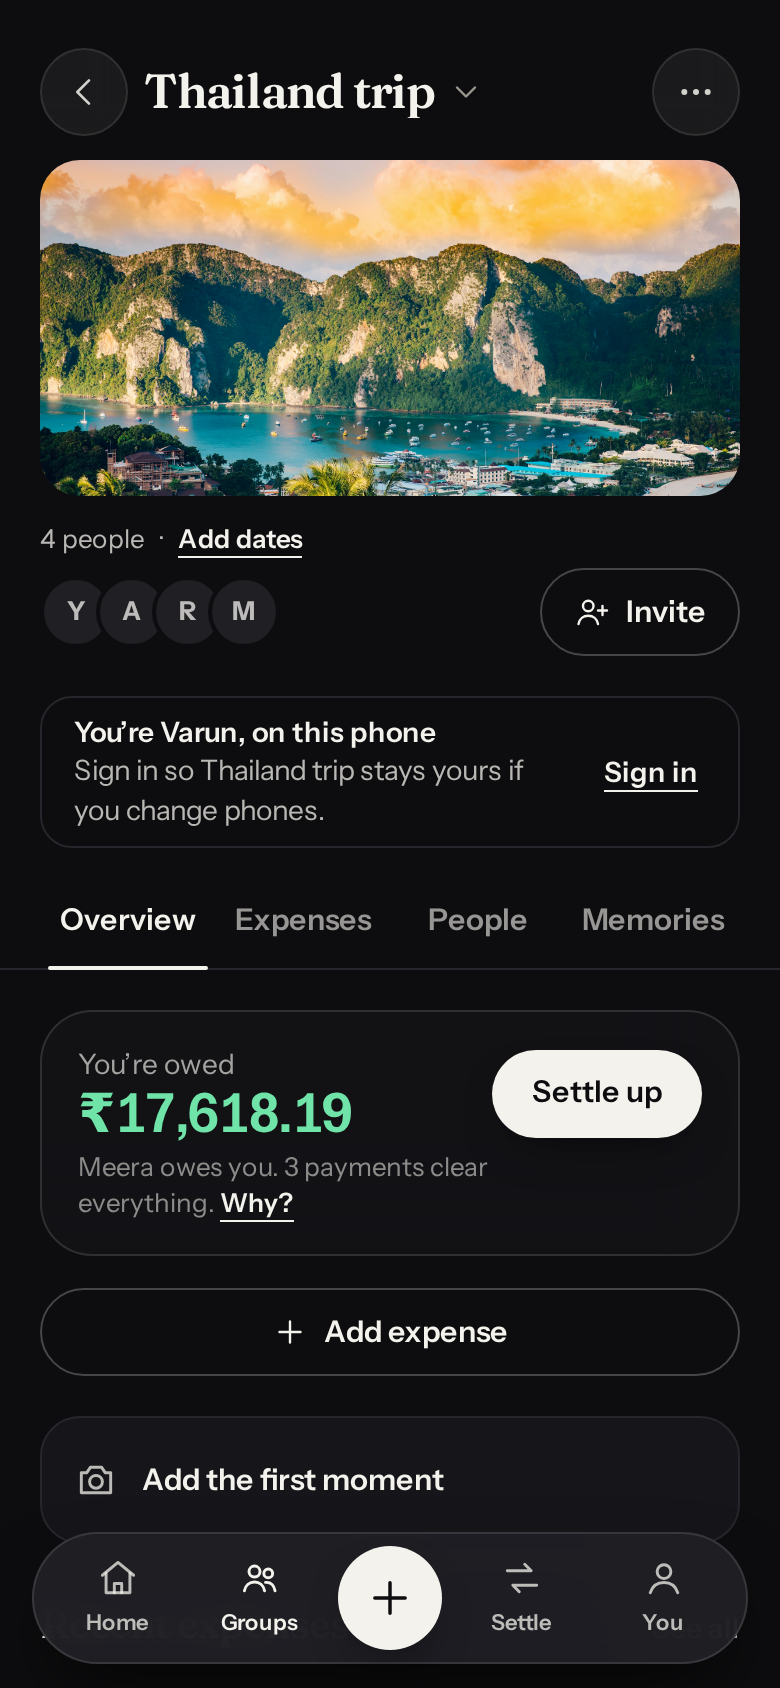 Thailand trip
4 people · Add dates
Y A R M
Invite
You're Varun, on this phone
Sign in so Thailand trip stays yours if
you change phones.
Sign in
Overview Expenses People Memories
You're owed
₹17,618.19
Settle up
Meera owes you. 3 payments clear
everything. Why?
Add expense
Add the first moment
Home Groups Settle You